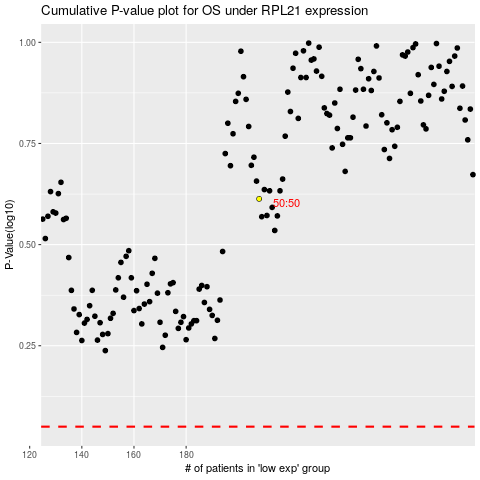 Cumulative P-value plot for OS under RPL21 expression
P-Value(log10)
1.00
0.75
0.50
0.25
50:50
120 140 160 180
# of patients in 'low exp' group